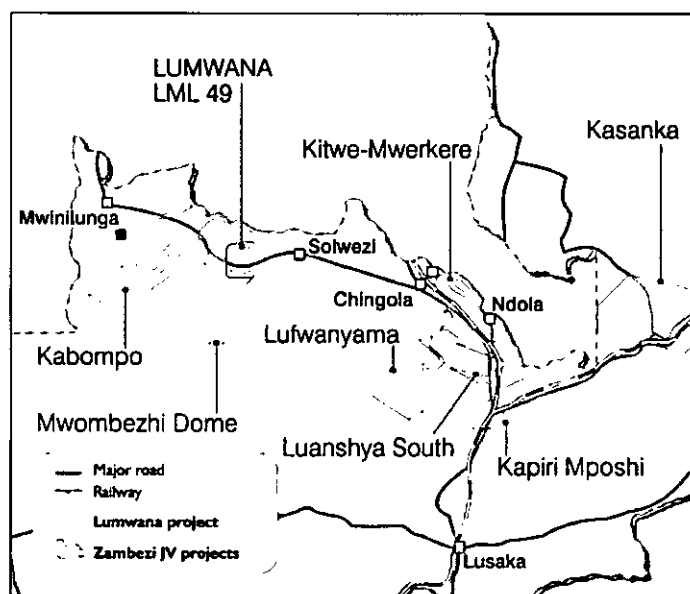 LUMWANA
LML 49
Kitwe-Mwerkere
Kasanka
Mwinilunga
Solwezi
Chingola
Ndola
Kabompo
Lufwanyama
Mwombezhi Dome
Luanshya South
Kapiri Mposhi
Major road
Railway
Lumwana project
Zambezi JV projects
Lusaka